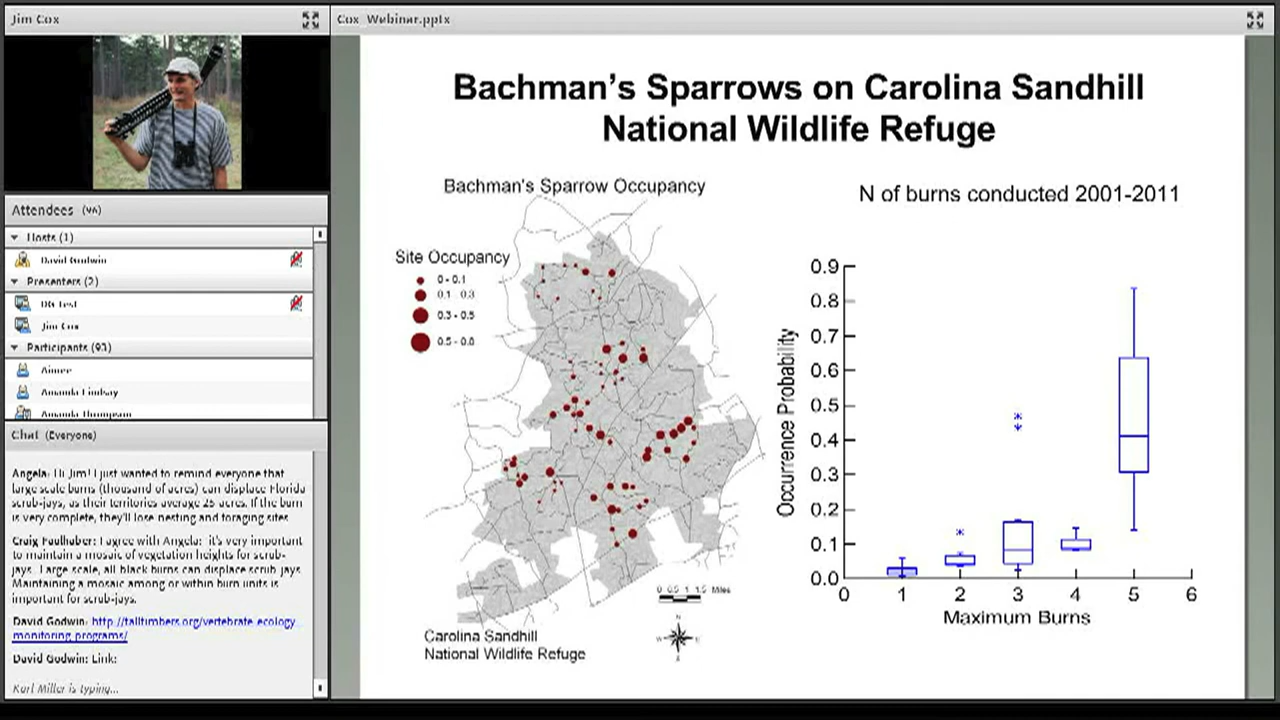 Jim Cox
Cox_Webinar.pptx
Attendees (96)
Hosts (1)
David Godwin
Presenters (2)
DG Test
Jim Cox
Participants (93)
Aimee
Amanda Lindsay
Amanda Thompson
Chat (Everyone)
Angela: Hi Jim! I just wanted to remind everyone that
large scale burns (thousand of acres) can displace Florida
scrub-jays, as their territories average 25 acres. If the burn
is very complete, they'll lose nesting and foraging sites
Craig Faulhaber: I agree with Angela: it's very important
to maintain a mosaic of vegetation heights for scrub-
jays. Large scale, all black burns can displace scrub jays
Maintaining a mosaic among or within burn units is
important for scrub-jays.
David Godwin: http://talltimbers.org/vertebrate-ecology-
monitoring-programs/
David Godwin: Link:
Karl Miller is typing...
Bachman's Sparrows on Carolina Sandhill
National Wildlife Refuge
Bachman's Sparrow Occupancy
Site Occupancy
0 - 0.1
0.1 - 0.3
0.3 - 0.5
0.5 - 0.8
0 0.5 1 1.5 Miles
N
W E
S
Carolina Sandhill
National Wildlife Refuge
N of burns conducted 2001-2011
Occurrence Probability
0.9
0.8
0.7
0.6
0.5
0.4
0.3
0.2
0.1
0.0
0 1 2 3 4 5 6
Maximum Burns